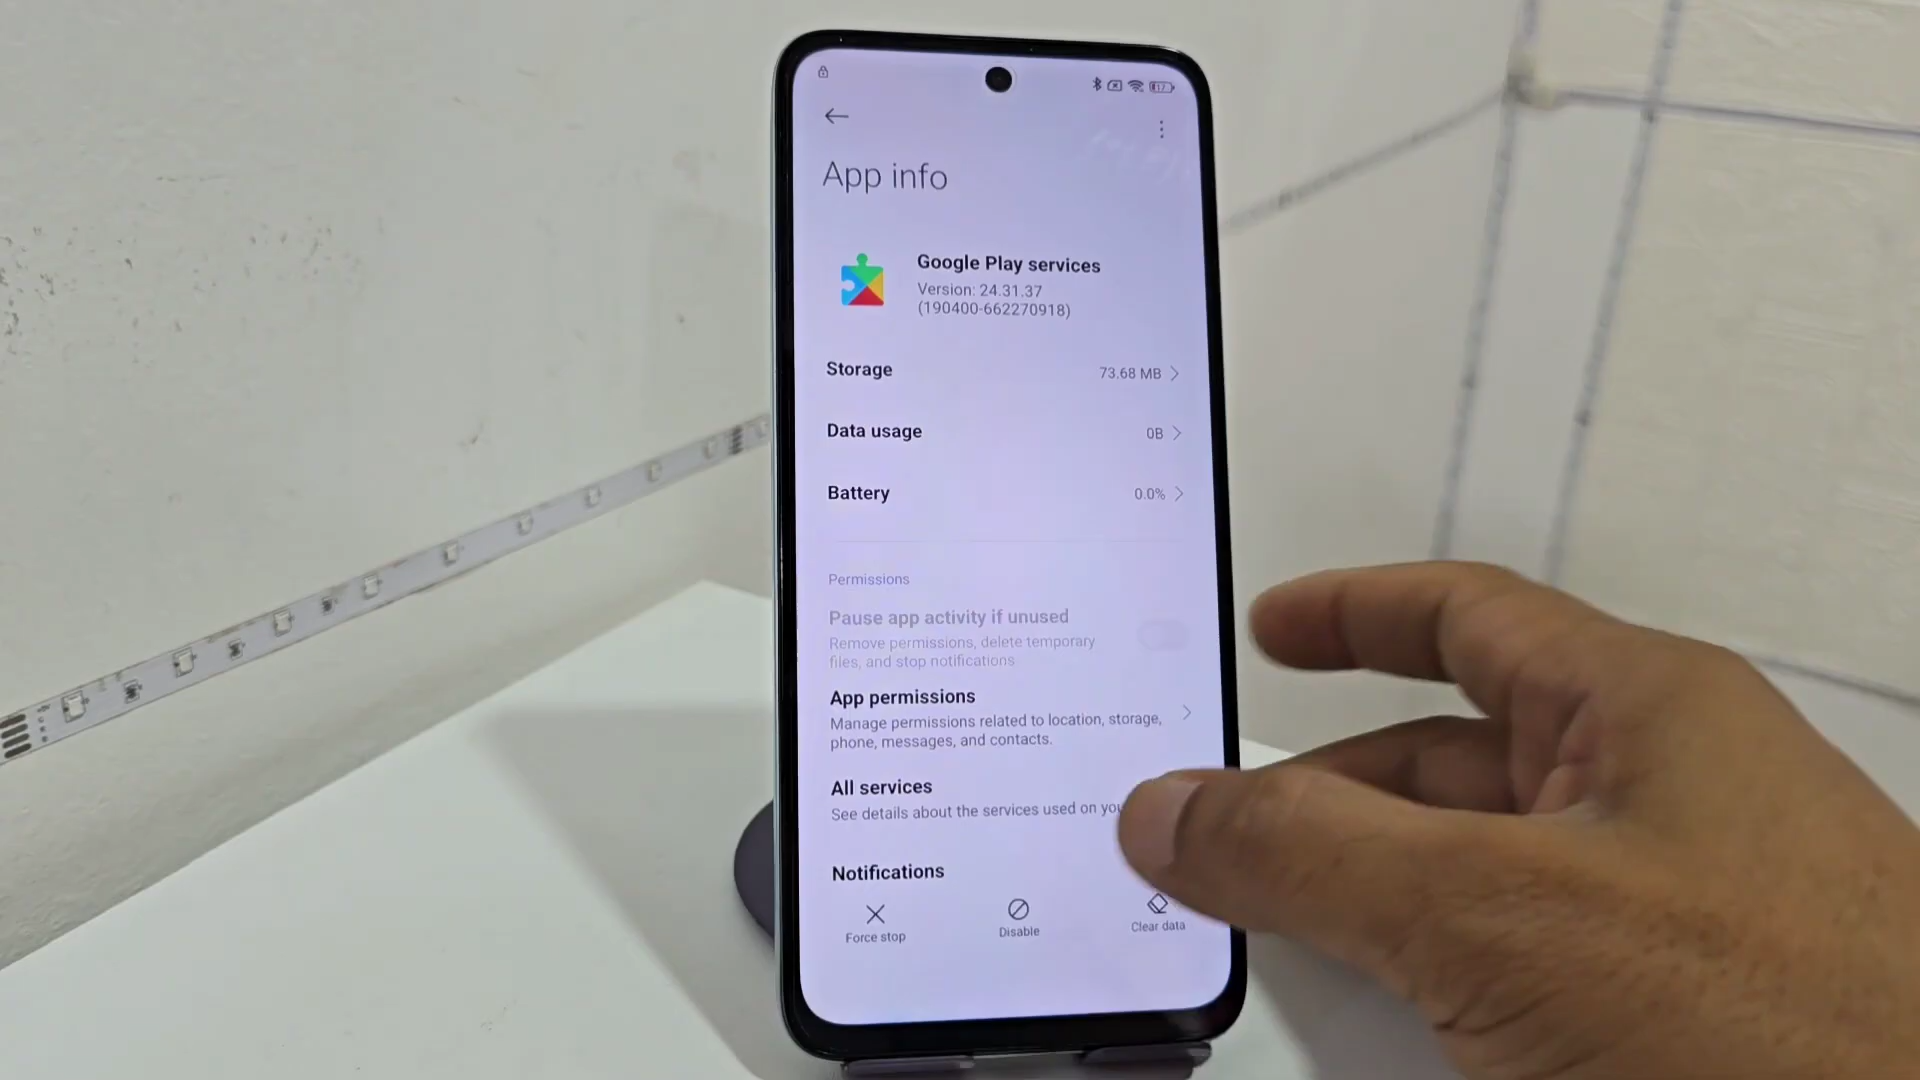 App info
Google Play services
Version: 24.31.37
(190400-662270918)
Storage
73.68 MB
Data usage
0B
Battery
0.0%
Permissions
Pause app activity if unused
Remove permissions, delete temporary
files, and stop notifications
App permissions
Manage permissions related to location, storage,
phone, messages, and contacts.
All services
See details about the services used on
Notifications
Force stop
Disable
Clear data